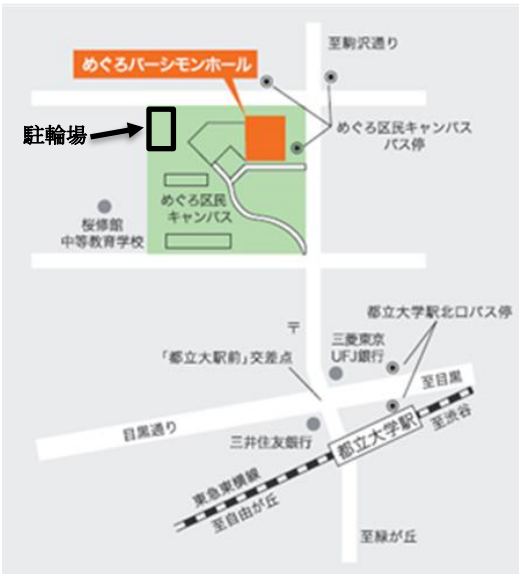 至駒沢通り
めぐろパーシモンホール
駐輪場
めぐろ区民キャンパス
バス停
めぐろ区民
キャンパス
桜修館
中等教育学校
都立大学駅北口バス停
〒
三菱東京
UFJ銀行
「都立大駅前」交差点
至目黒
目黒通り
三井住友銀行
都立大学駅
至渋谷
東急東横線
至自由が丘
至緑が丘